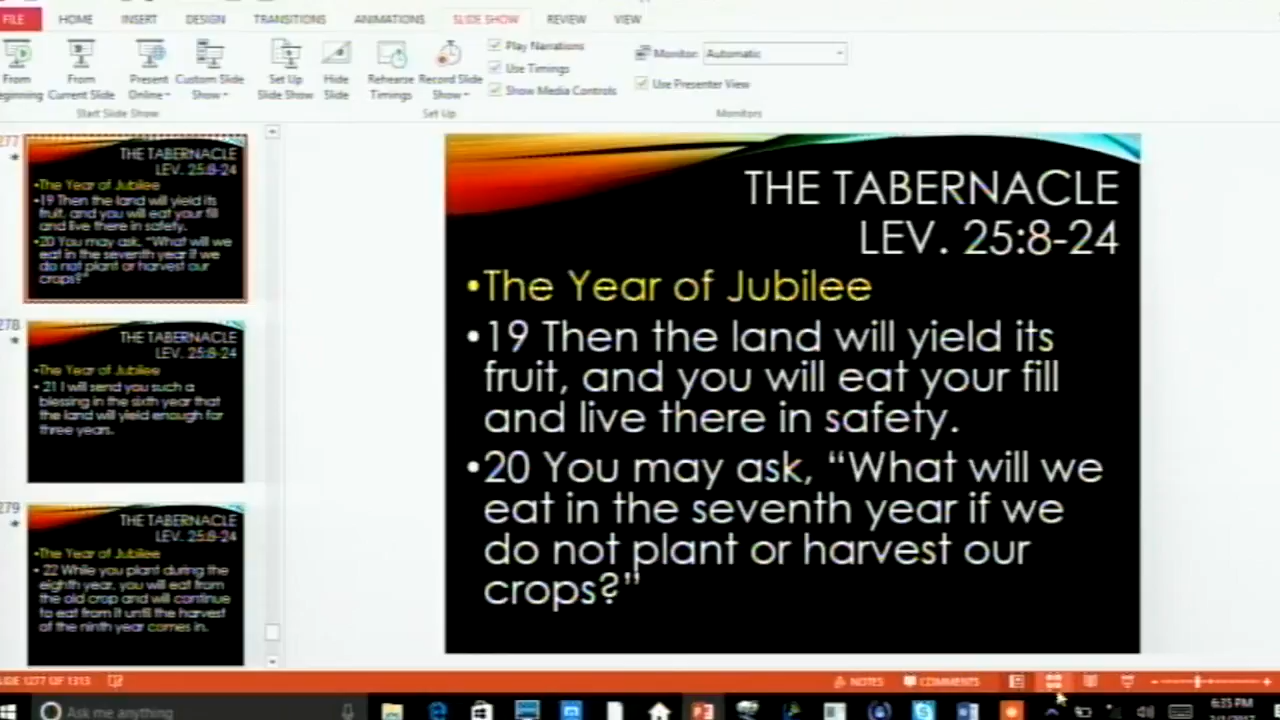 FILE HOME INSERT DESIGN TRANSITIONS ANIMATIONS SLIDE SHOW REVIEW VIEW
From From Present Custom Slide Set Up Hide Rehearse Record Slide
Current Slide Online Show Slide Show Slide Timings Show
Play Narrations
Use Timings
Show Media Controls
Monitor: Automatic
Use Presenter View
Start Slide Show Set Up Monitors
THE TABERNACLE
LEV. 25:8-24
•The Year of Jubilee
•19 Then the land will yield its
fruit, and you will eat your fill
and live there in safety.
•20 You may ask, “What will we
eat in the seventh year if we
do not plant or harvest our
crops?”
278
THE TABERNACLE
LEV. 25:8-24
•The Year of Jubilee
• 21 I will send you such a
blessing in the sixth year that
the land will yield enough for
three years.
279
THE TABERNACLE
LEV. 25:8-24
•The Year of Jubilee
• 22 While you plant during the
eighth year, you will eat from
the old crop and will continue
to eat from it until the harvest
of the ninth year comes in.
THE TABERNACLE
LEV. 25:8-24
•The Year of Jubilee
•19 Then the land will yield its
fruit, and you will eat your fill
and live there in safety.
•20 You may ask, “What will we
eat in the seventh year if we
do not plant or harvest our
crops?”
SLIDE 1277 OF 1313 NOTES COMMENTS
Ask me anything 6:35 PM